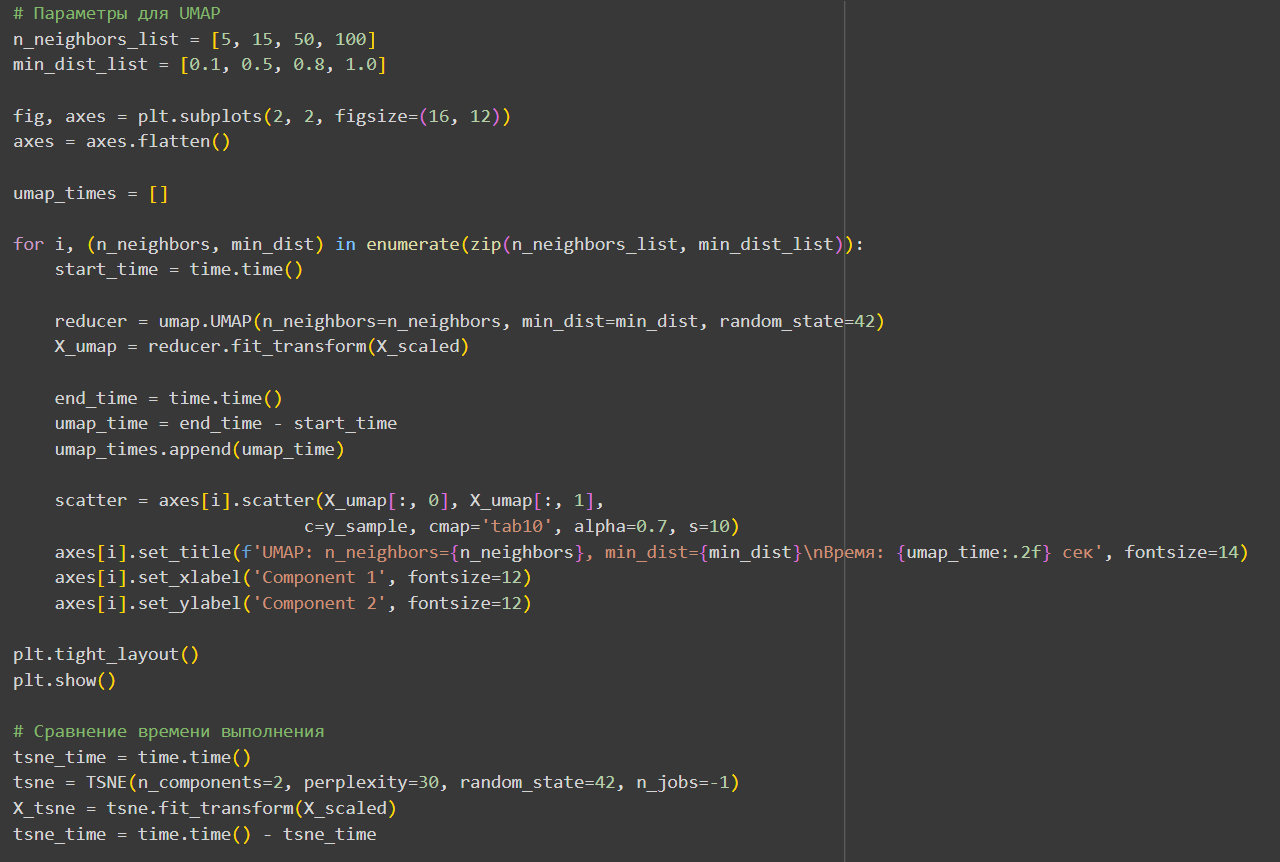 # Параметры для UMAP
n_neighbors_list = [5, 15, 50, 100]
min_dist_list = [0.1, 0.5, 0.8, 1.0]
fig, axes = plt.subplots(2, 2, figsize=(16, 12))
axes = axes.flatten()
umap_times = []
for i, (n_neighbors, min_dist) in enumerate(zip(n_neighbors_list, min_dist_list)):
    start_time = time.time()
    reducer = umap.UMAP(n_neighbors=n_neighbors, min_dist=min_dist, random_state=42)
    X_umap = reducer.fit_transform(X_scaled)
    end_time = time.time()
    umap_time = end_time - start_time
    umap_times.append(umap_time)
    scatter = axes[i].scatter(X_umap[:, 0], X_umap[:, 1],
                            c=y_sample, cmap='tab10', alpha=0.7, s=10)
    axes[i].set_title(f'UMAP: n_neighbors={n_neighbors}, min_dist={min_dist}\nВремя: {umap_time:.2f} сек', fontsize=14)
    axes[i].set_xlabel('Component 1', fontsize=12)
    axes[i].set_ylabel('Component 2', fontsize=12)
plt.tight_layout()
plt.show()
# Сравнение времени выполнения
tsne_time = time.time()
tsne = TSNE(n_components=2, perplexity=30, random_state=42, n_jobs=-1)
X_tsne = tsne.fit_transform(X_scaled)
tsne_time = time.time() - tsne_time